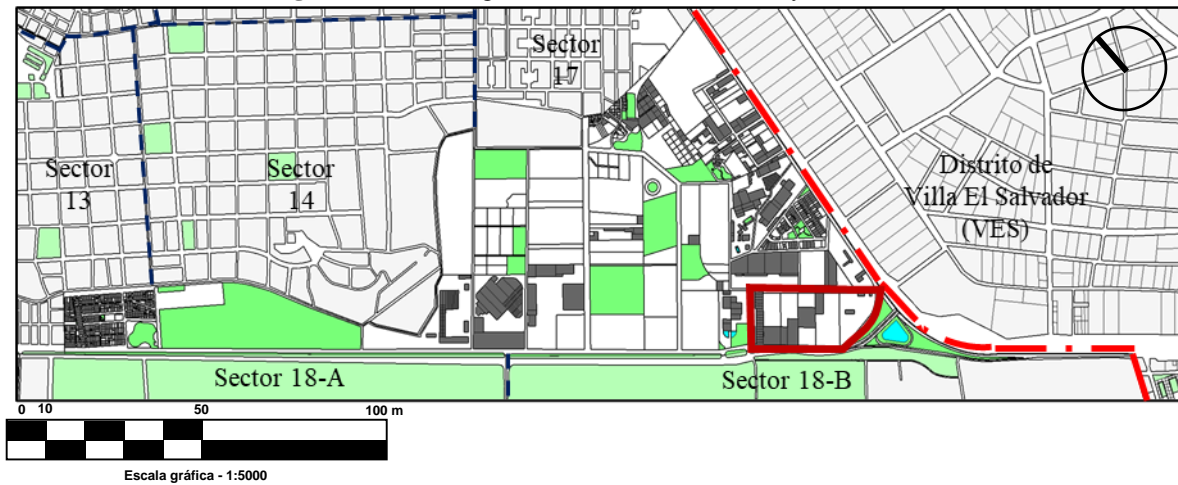 Sector
17
Sector
13
Sector
14
Distrito de
Villa El Salvador
(VES)
Sector 18-A
Sector 18-B
0 10 50 100 m
Escala gráfica - 1:5000